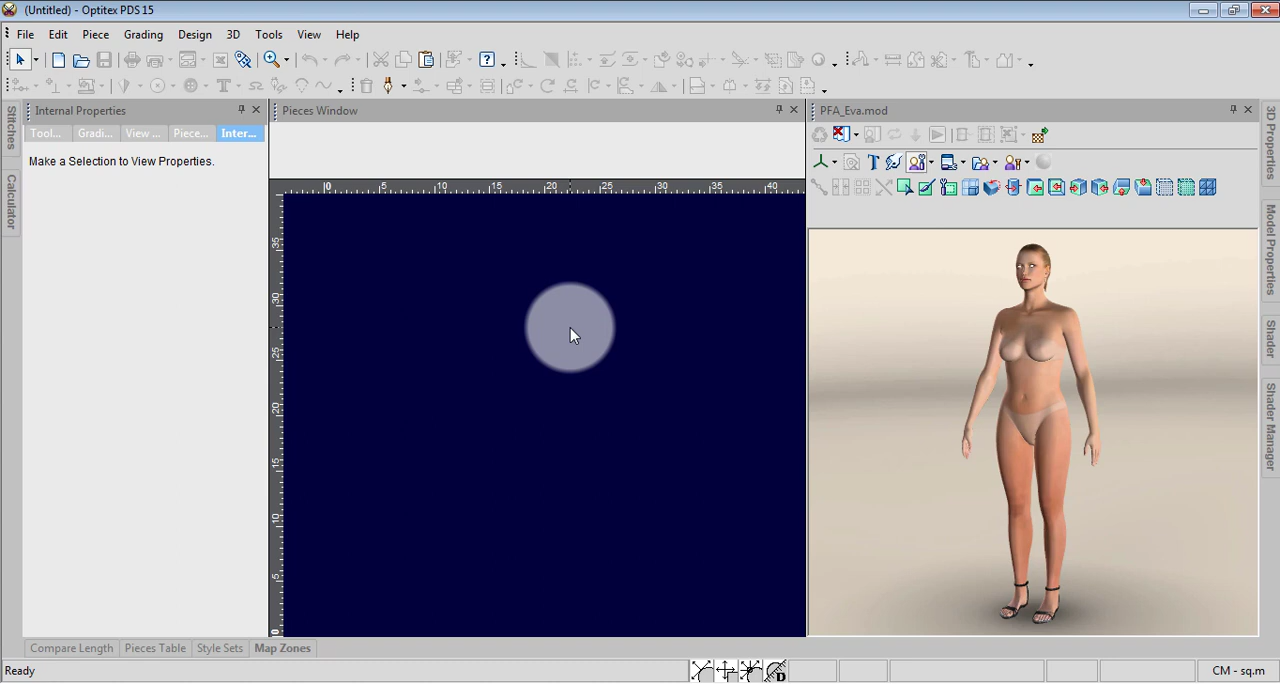 (Untitled) - Optitex PDS 15
File Edit Piece Grading Design 3D Tools View Help
Internal Properties
Pieces Window
PFA_Eva.mod
Tool... Gradi... View ... Piece... Inter...
Make a Selection to View Properties.
Stitches
Calculator
0 5 10 15 20 25 30 35 40
35
30
25
20
15
10
5
0
3D Properties
Model Properties
Shader
Shader Manager
Compare Length Pieces Table Style Sets Map Zones
Ready
D
CM - sq.m